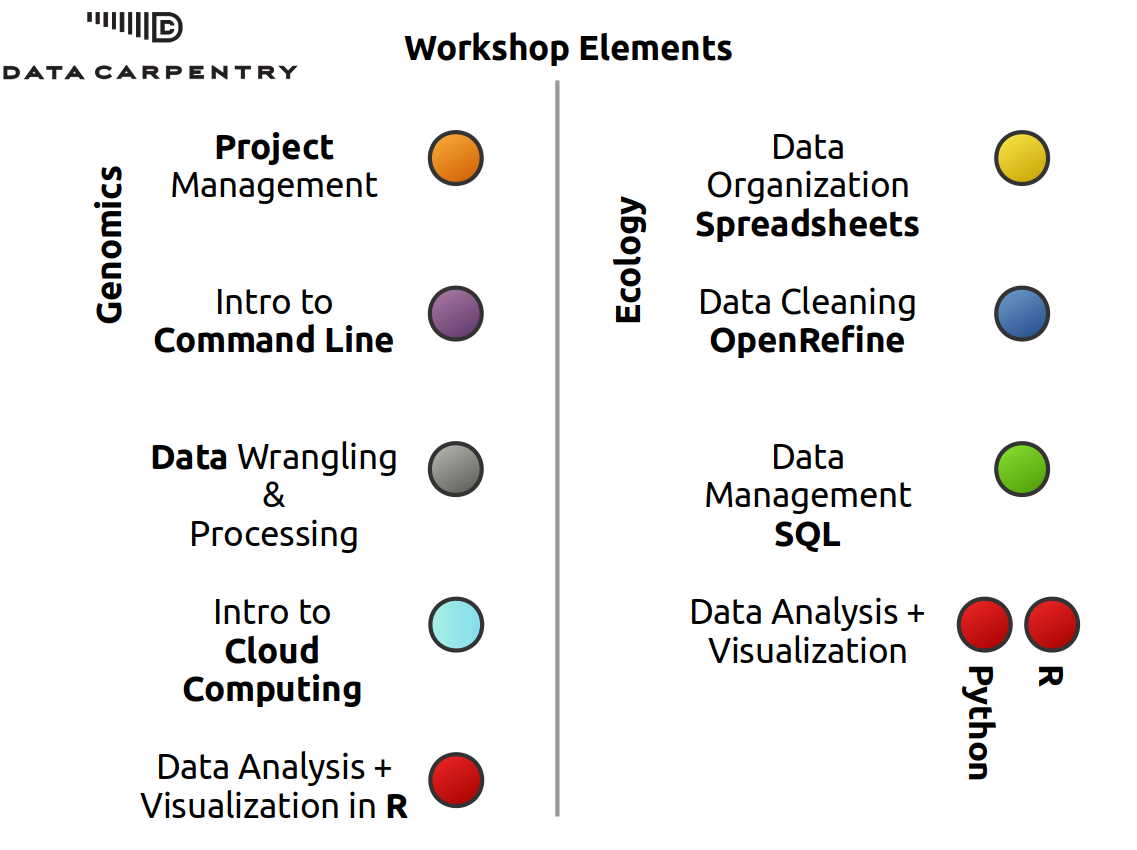 DATA CARPENTRY
Workshop Elements
Genomics
Project
Management
Intro to
Command Line
Data Wrangling
&
Processing
Intro to
Cloud
Computing
Data Analysis +
Visualization in R
Ecology
Data
Organization
Spreadsheets
Data Cleaning
OpenRefine
Data
Management
SQL
Data Analysis +
Visualization
Python
R